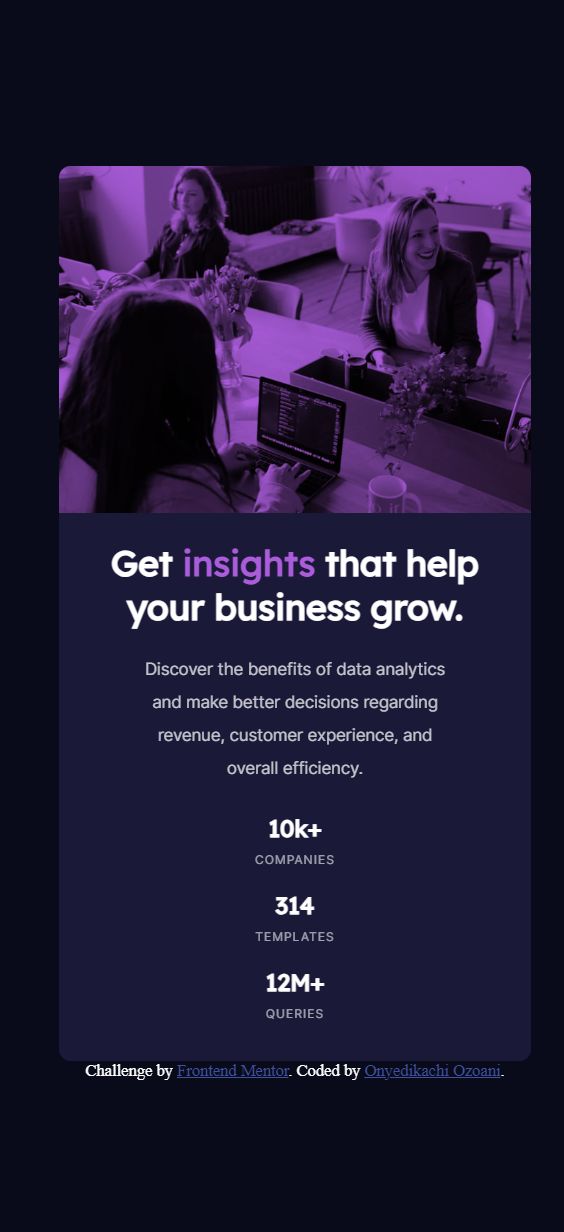 Get insights that help
your business grow.
Discover the benefits of data analytics
and make better decisions regarding
revenue, customer experience, and
overall efficiency.
10k+
COMPANIES
314
TEMPLATES
12M+
QUERIES
Challenge by Frontend Mentor. Coded by Onyedikachi Ozoani.